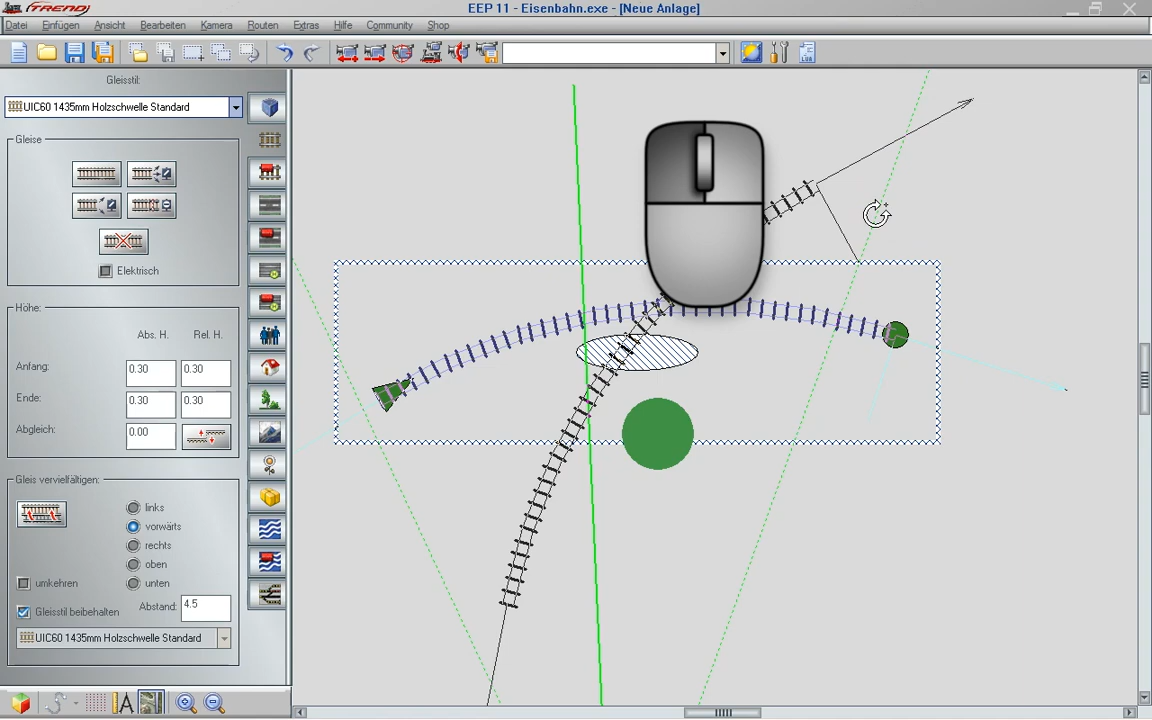 TREND
EEP 11 - Eisenbahn.exe - [Neue Anlage]
Datei Einfügen Ansicht Bearbeiten Kamera Routen Extras Hilfe Community Shop
Gleisstil:
UIC60 1435mm Holzschwelle Standard
Gleise
Elektrisch
Höhe:
Abs. H. Rel. H.
Anfang: 0.30 0.30
Ende: 0.30 0.30
Abgleich: 0.00
Gleis vervielfältigen:
links
vorwärts
rechts
oben
umkehren unten
Gleisstil beibehalten Abstand: 4.5
UIC60 1435mm Holzschwelle Standard